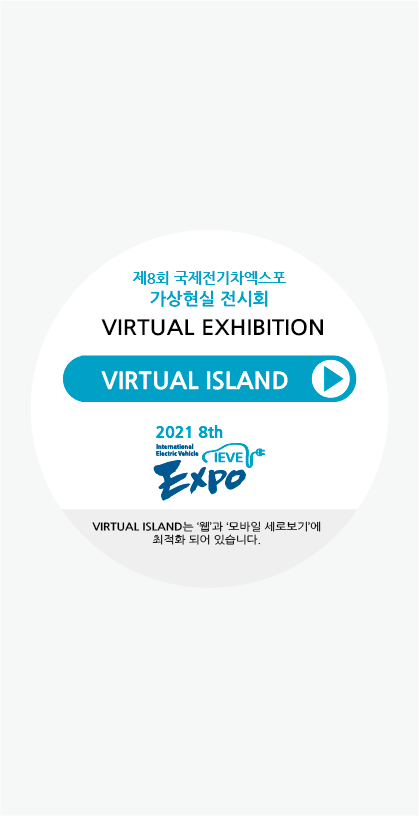 제8회 국제전기차엑스포
가상현실 전시회
VIRTUAL EXHIBITION
VIRTUAL ISLAND
2021 8th
International
Electric Vehicle
IEVE
EXPO
VIRTUAL ISLAND는 '웹'과 '모바일 세로보기'에
최적화 되어 있습니다.